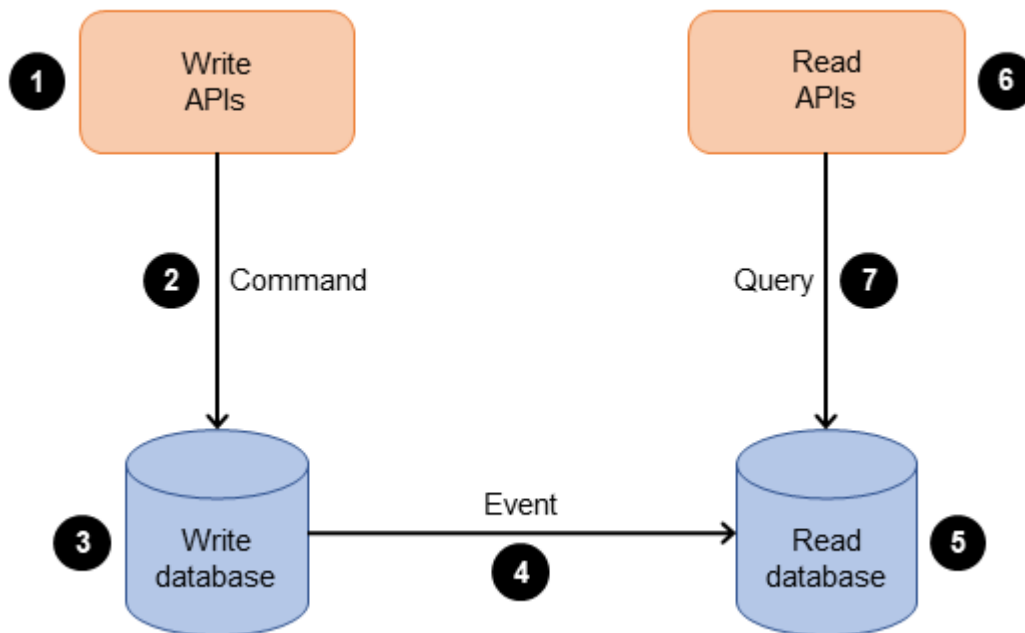 1
Write
APIs
Read
APIs
6
2
Command
Query
7
Event
3
Write
database
4
Read
database
5